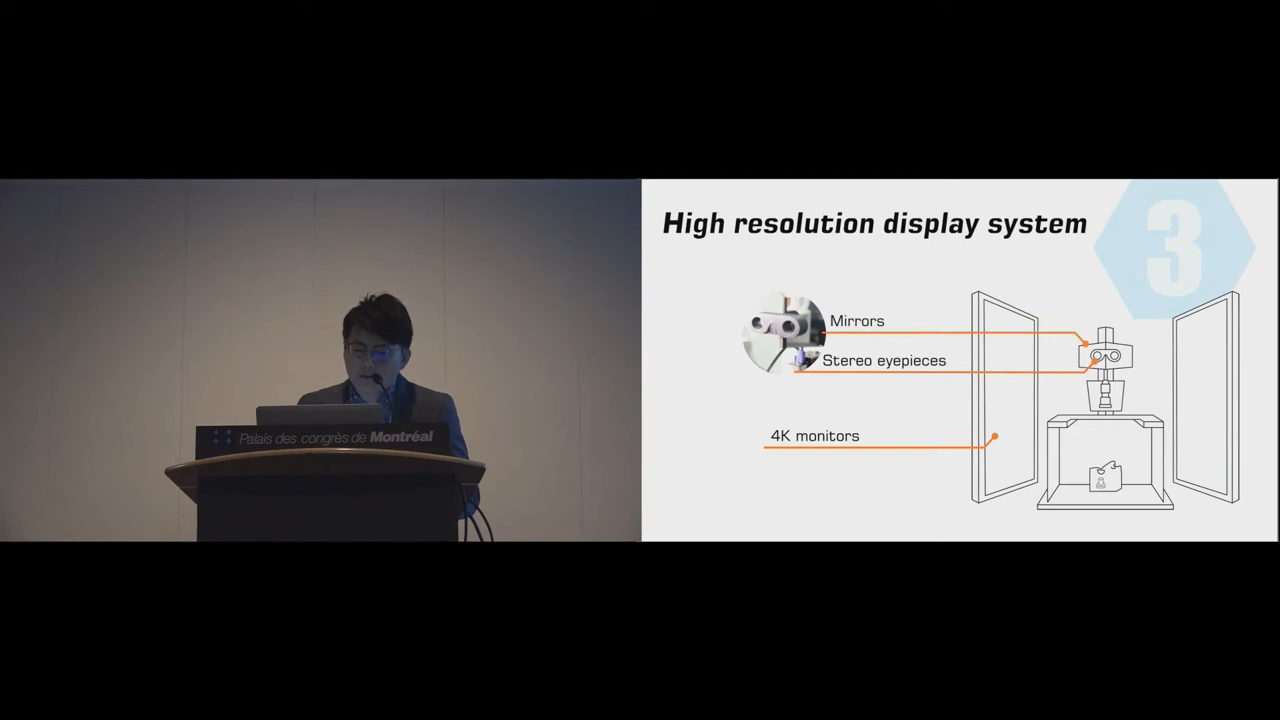 Palais des congrès de Montréal
High resolution display system
3
Mirrors
Stereo eyepieces
4K monitors